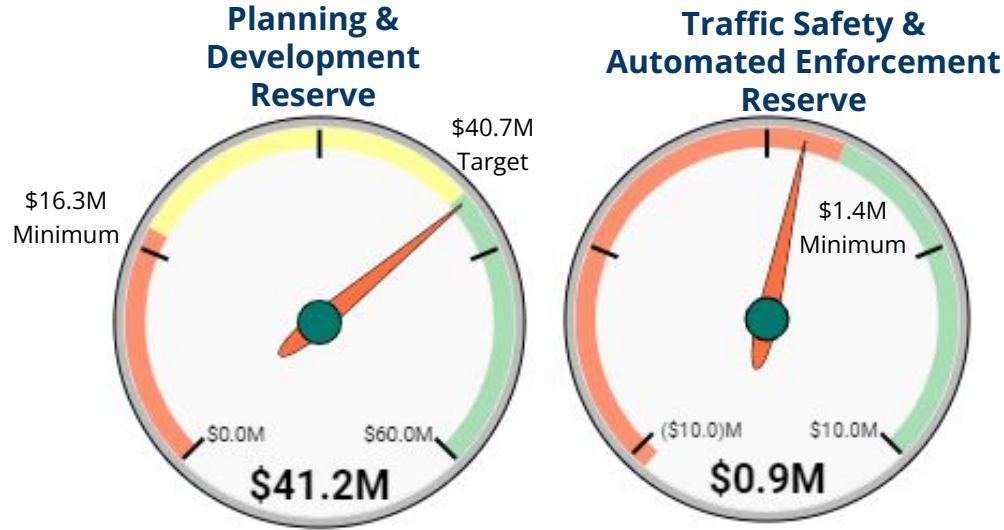 Planning &
Development
Reserve
$40.7M
Target
$16.3M
Minimum
$0.0M
$60.0M
$41.2M
Traffic Safety &
Automated Enforcement
Reserve
$1.4M
Minimum
($10.0)M
$10.0M
$0.9M